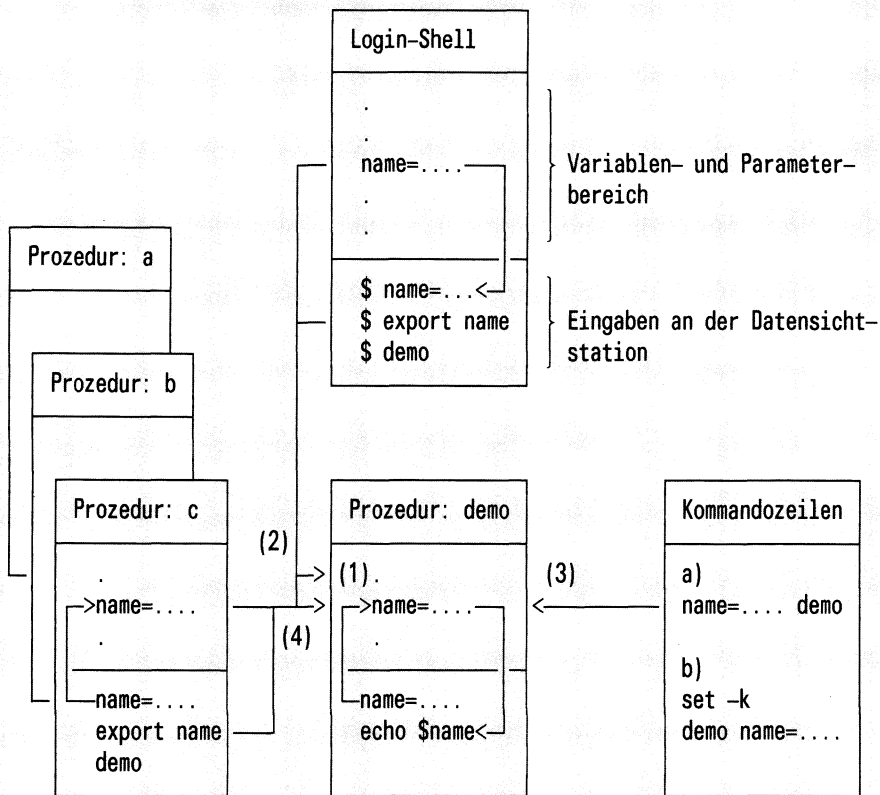 Login-Shell
.
.
name=....
.
.
Variablen- und Parameter-
bereich
$ name=...<
$ export name
$ demo
Eingaben an der Datensicht-
station
Prozedur: a
Prozedur: b
Prozedur: c
.
>name=....
.
name=....
export name
demo
(2)
>
>
(4)
Prozedur: demo
(1).
>name=....
.
name=....
echo $name<
(3)
<
Kommandozeilen
a)
name=.... demo
b)
set -k
demo name=....